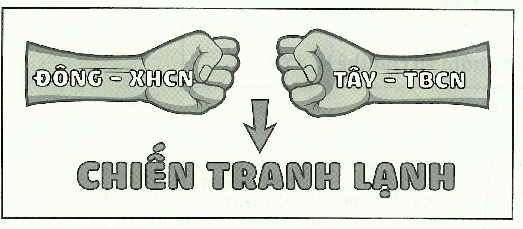 ĐÔNG – XHCN
TÂY – TBCN
CHIẾN TRANH LẠNH